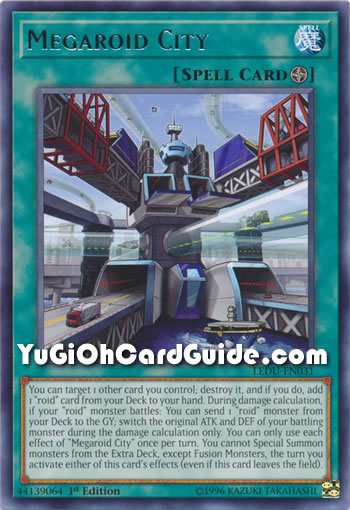 MEGAROID CITY
魔
[SPELL CARD]
YuGiOhCardGuide.com
LEDU-EN031
You can target 1 other card you control; destroy it, and if you do, add
1 "roid" card from your Deck to your hand. During damage calculation,
if your "roid" monster battles: You can send 1 "roid" monster from
your Deck to the GY; switch the original ATK and DEF of your battling
monster during the damage calculation only. You can only use each
effect of "Megaroid City" once per turn. You cannot Special Summon
monsters from the Extra Deck, except Fusion Monsters, the turn you
activate either of this card's effects (even if this card leaves the field).
44139064 1st Edition ©1996 KAZUKI TAKAHASHI